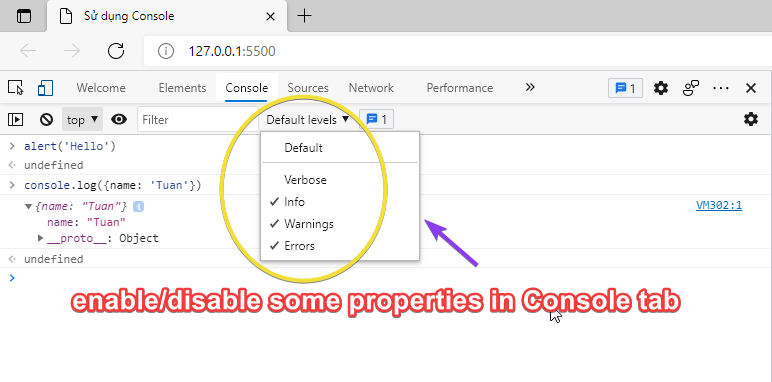 Sử dụng Console
127.0.0.1:5500
Welcome Elements Console Sources Network Performance 1
top Filter Default levels 1
Default
Verbose
Info
Warnings
Errors
alert('Hello')
undefined
console.log({name: 'Tuan'})
{name: "Tuan"} i VM302:1
name: "Tuan"
__proto__: Object
undefined
enable/disable some properties in Console tab